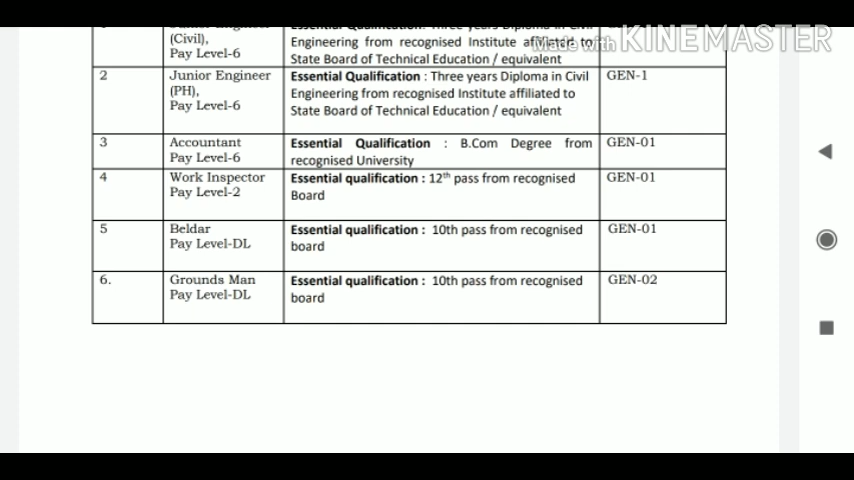 (Civil),
Pay Level-6
Engineering from recognised Institute affiliated to
State Board of Technical Education / equivalent
Made with KINEMASTER
2
Junior Engineer
(PH),
Pay Level-6
Essential Qualification : Three years Diploma in Civil
Engineering from recognised Institute affiliated to
State Board of Technical Education / equivalent
GEN-1
3
Accountant
Pay Level-6
Essential Qualification : B.Com Degree from
recognised University
GEN-01
4
Work Inspector
Pay Level-2
Essential qualification : 12th pass from recognised
Board
GEN-01
5
Beldar
Pay Level-DL
Essential qualification : 10th pass from recognised
board
GEN-01
6.
Grounds Man
Pay Level-DL
Essential qualification : 10th pass from recognised
board
GEN-02